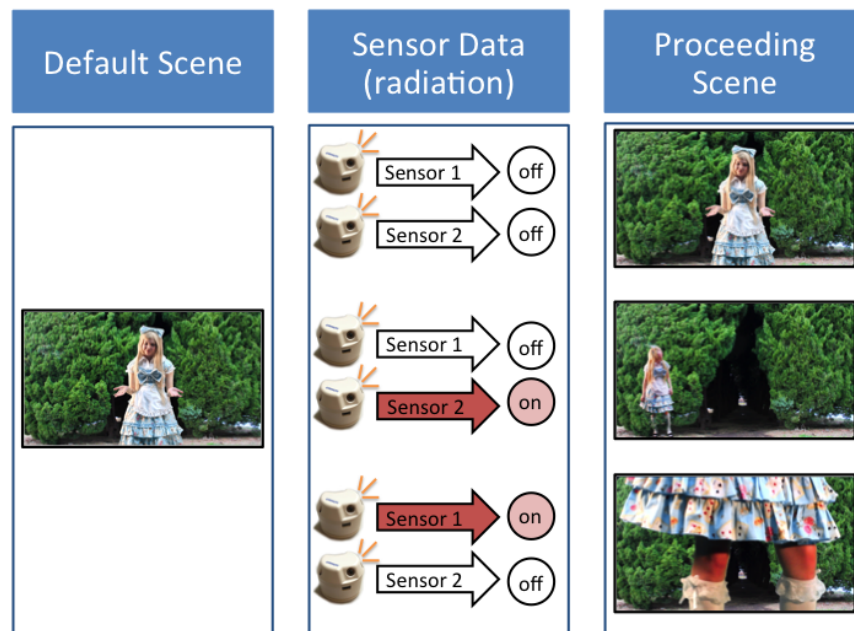 Default Scene
Sensor Data
(radiation)
Proceeding
Scene
Sensor 1
off
Sensor 2
off
Sensor 1
off
Sensor 2
on
Sensor 1
on
Sensor 2
off